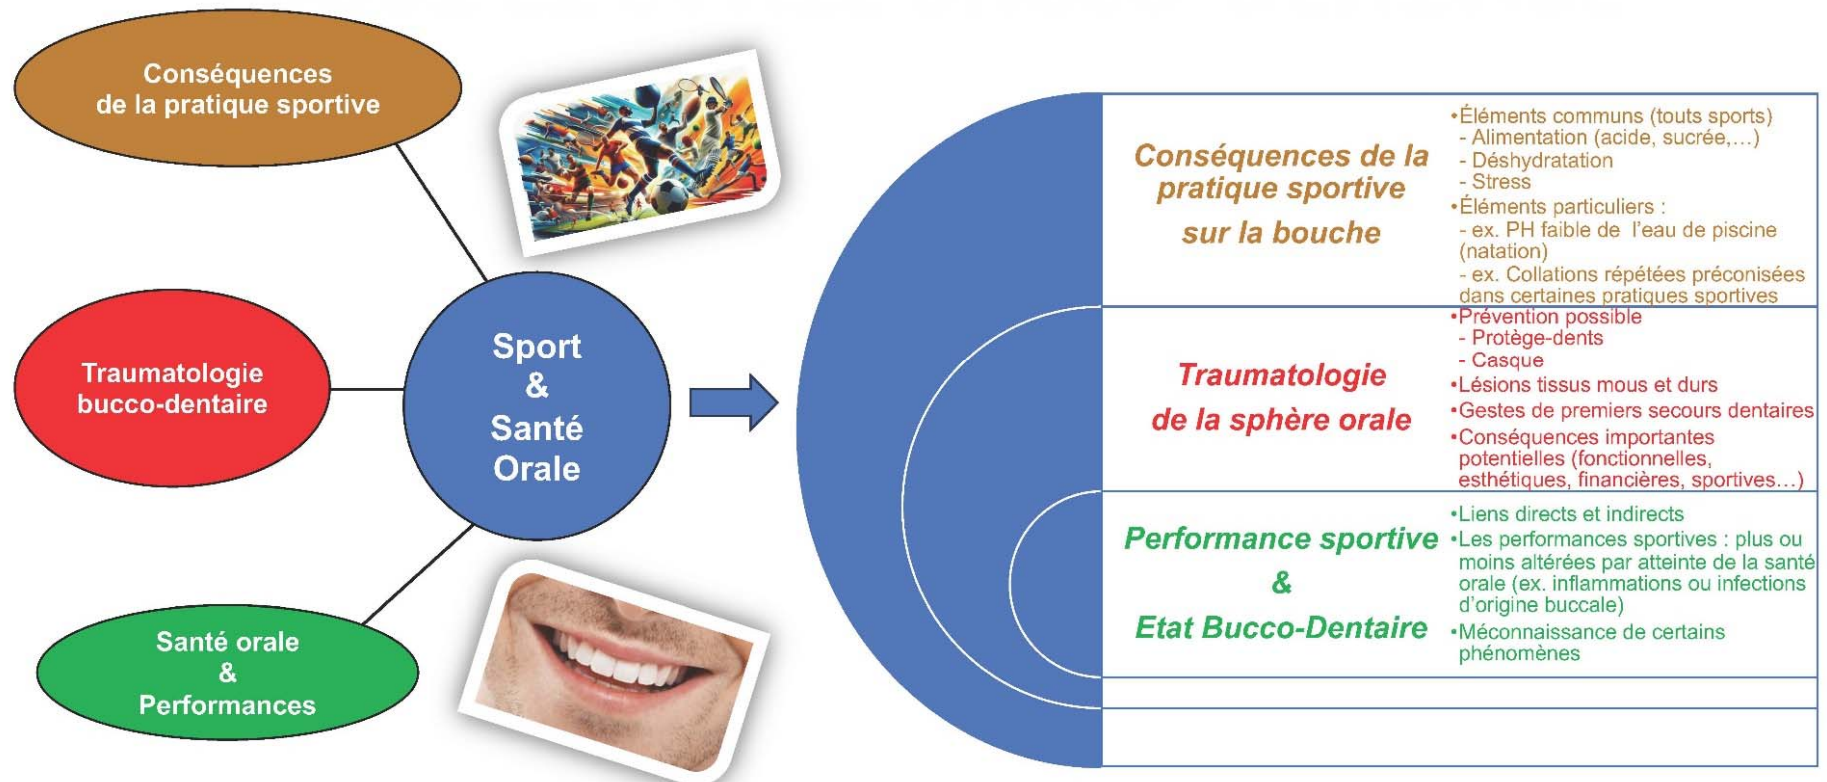 Conséquences
de la pratique sportive
Traumatologie
bucco-dentaire
Santé orale
&
Performances
Sport
&
Santé
Orale
Conséquences de la
pratique sportive
sur la bouche
•Éléments communs (touts sports)
- Alimentation (acide, sucrée,…)
- Déshydratation
- Stress
•Éléments particuliers :
- ex. PH faible de l'eau de piscine
(natation)
- ex. Collations répétées préconisées
dans certaines pratiques sportives
Traumatologie
de la sphère orale
•Prévention possible
- Protège-dents
- Casque
•Lésions tissus mous et durs
•Gestes de premiers secours dentaires
•Conséquences importantes
potentielles (fonctionnelles,
esthétiques, financières, sportives…)
Performance sportive
&
Etat Bucco-Dentaire
•Liens directs et indirects
•Les performances sportives : plus ou
moins altérées par atteinte de la santé
orale (ex. inflammations ou infections
d'origine buccale)
•Méconnaissance de certains
phénomènes